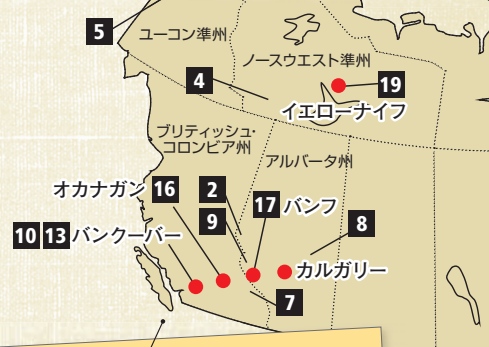 5
ユーコン準州
ノースウエスト準州
4
19
イエローナイフ
ブリティッシュ・
コロンビア州
アルバータ州
オカナガン 16
2
17 バンフ
9
8
10 13 バンクーバー
カルガリー
7